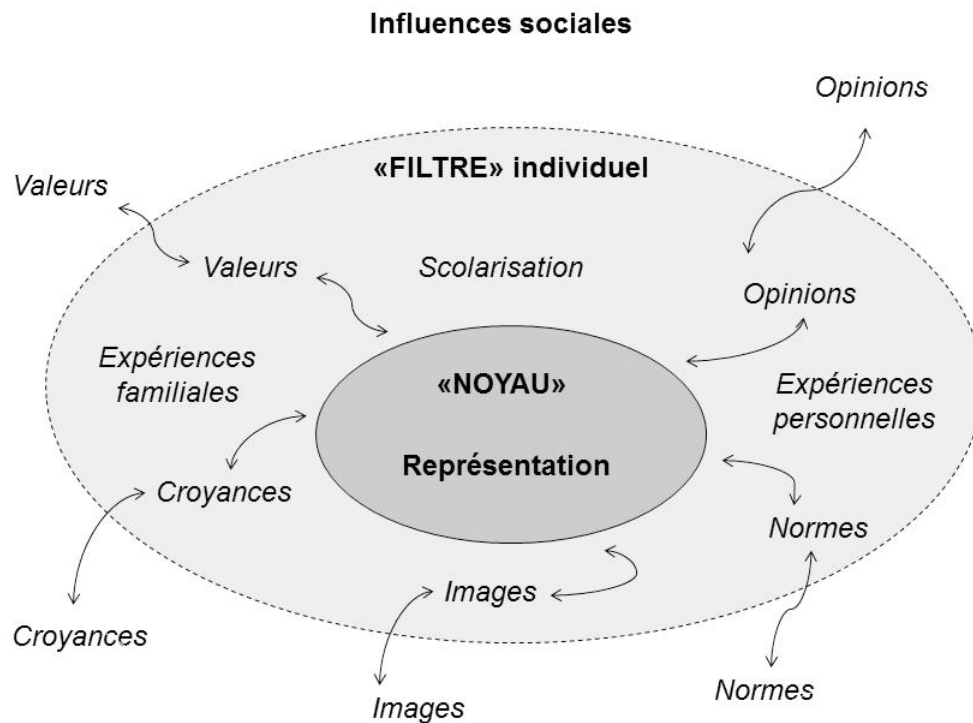 Influences sociales
Opinions
«FILTRE» individuel
Valeurs
Valeurs
Scolarisation
Opinions
Expériences
familiales
«NOYAU»
Expériences
personnelles
Représentation
Croyances
Normes
Images
Croyances
Images
Normes